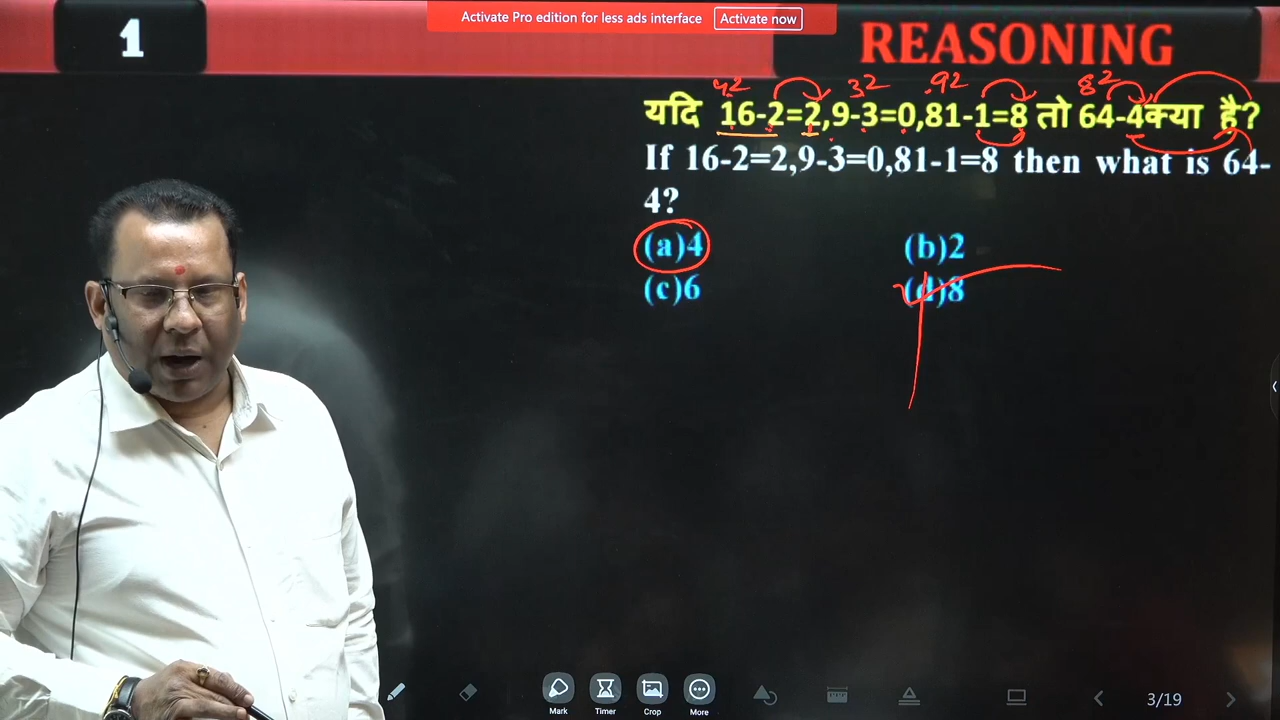 Activate Pro edition for less ads interface Activate now
1
REASONING
4² 3² 9² 8²
यदि 16-2=2,9-3=0,81-1=8 तो 64-4क्या है?
If 16-2=2,9-3=0,81-1=8 then what is 64-
4?
(a)4 (b)2
(c)6 (d)8
Mark Timer Crop More
3/19